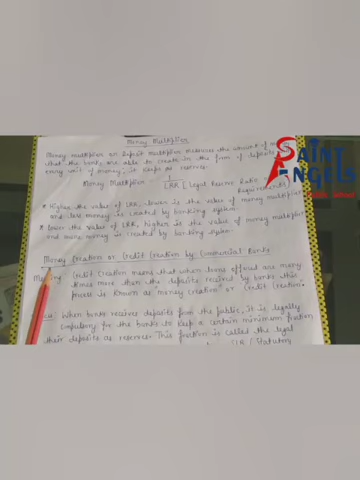 Money Multiplier
Money multiplier or Deposit multiplier measures the amount of money
that the banks are able to create in the form of deposits
every unit of money, it keeps as reserve.
Money Multiplier 1
LRR (Legal Reserve Ratio
Requirements)
* Higher the value of LRR, lower is the value of money multiplier
and less money is created by banking system.
* Lower the value of LRR, higher is the value of money multiplier
and more money is created by banking system.
Money Creation or Credit Creation by Commercial Banks
Meaning Credit Creation means that when loans offered are many
times more than the deposits received by banks this
process is known as money creation or credit creation.
When banks receives deposits from the public, it is legally
compulsory for the banks to keep a certain minimum fraction
their deposits as reserve. This fraction is called the legal
(Statutory
SAINT
ANGELS